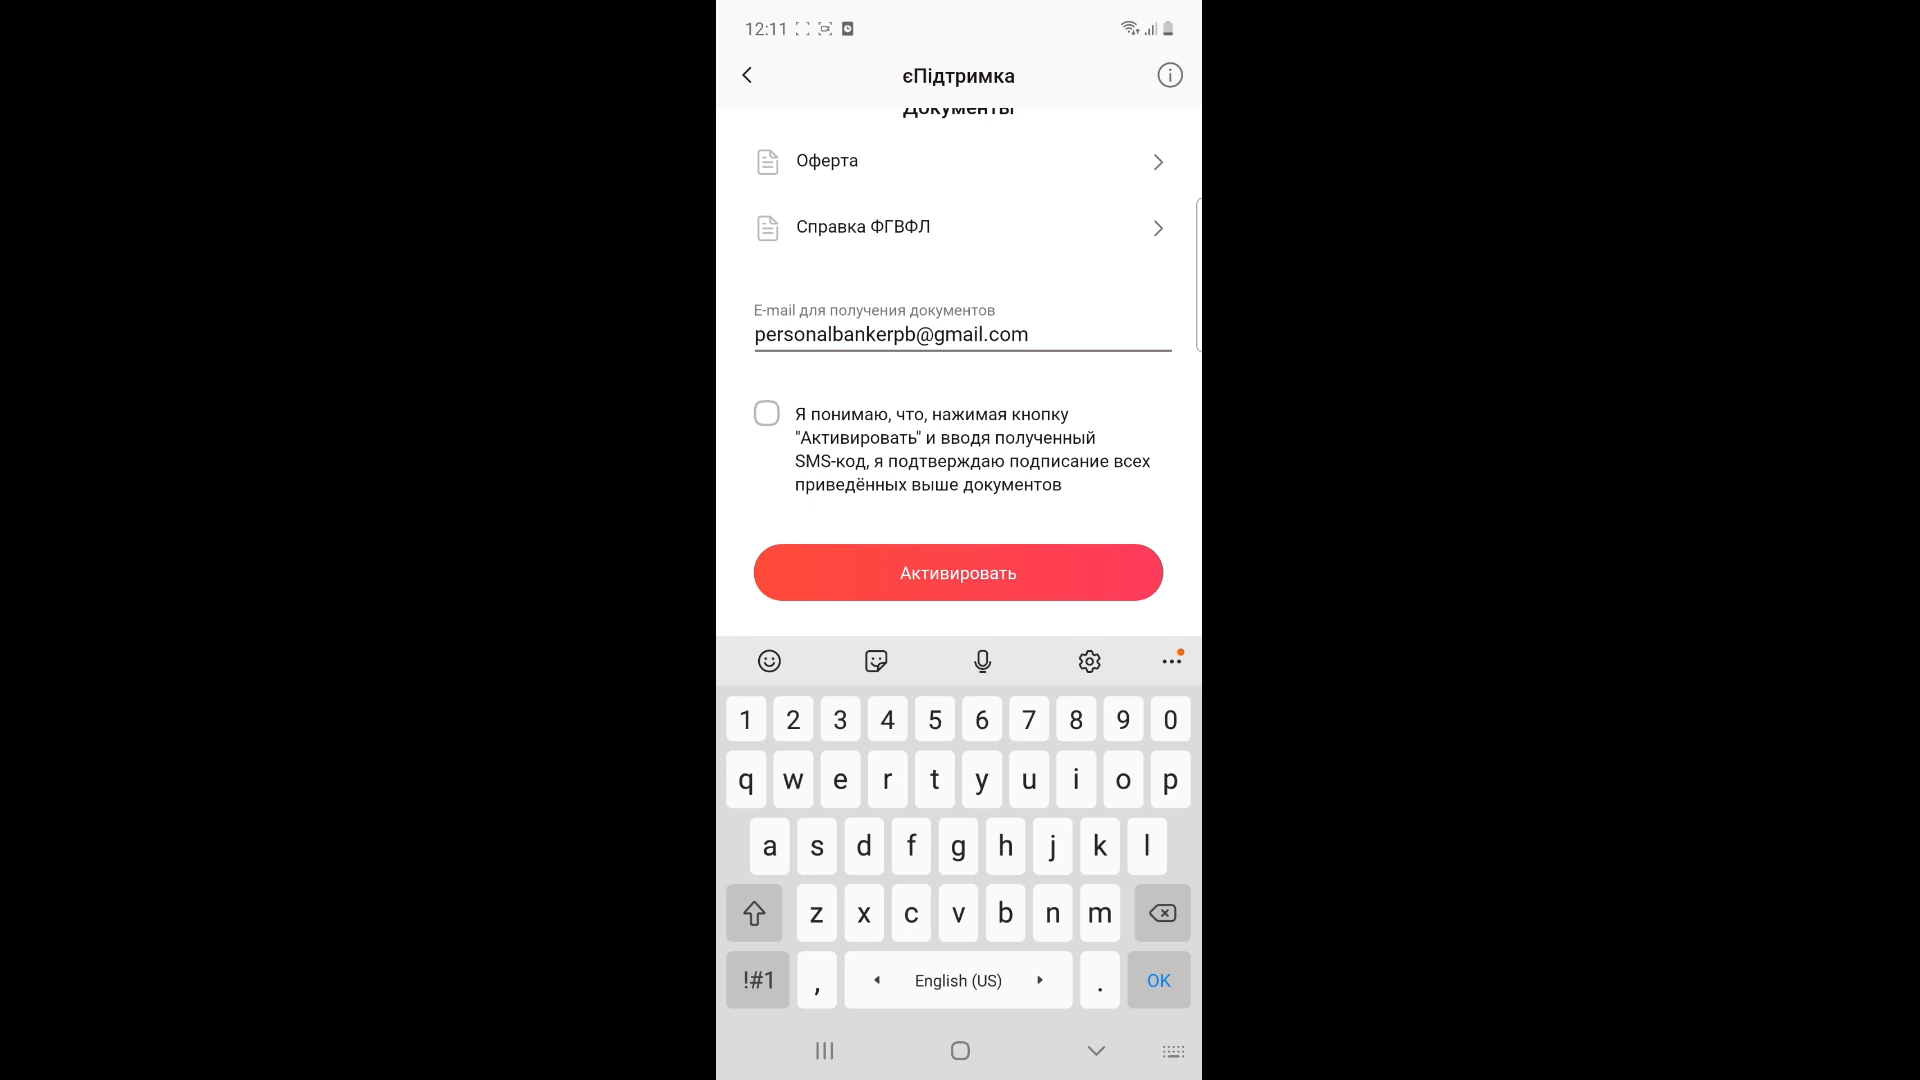 12:11
єПідтримка
Документы
Оферта
Справка ФГВФЛ
E-mail для получения документов
personalbankerpb@gmail.com
Я понимаю, что, нажимая кнопку
"Активировать" и вводя полученный
SMS-код, я подтверждаю подписание всех
приведённых выше документов
Активировать
1 2 3 4 5 6 7 8 9 0
q w e r t y u i o p
a s d f g h j k l
z x c v b n m
!#1 , English (US) . OK